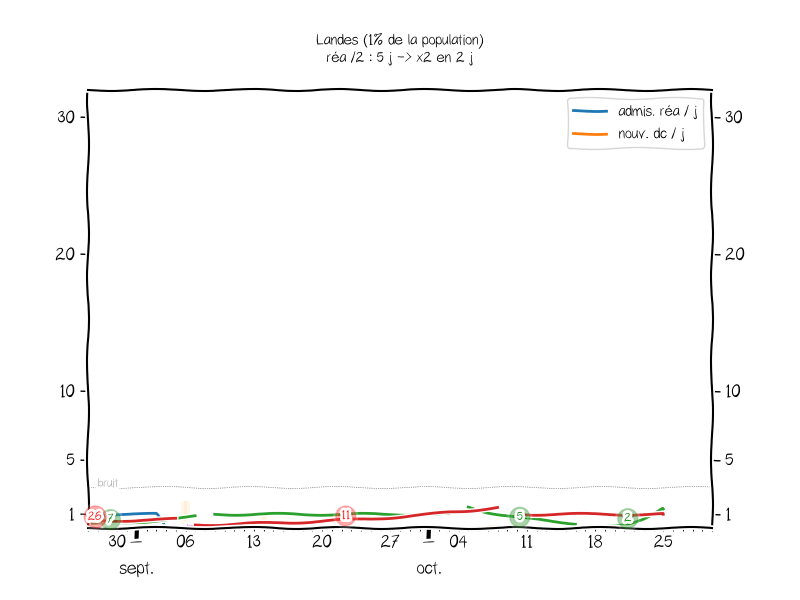 Landes (1% de la population)
réa /2 : 5 j -> x2 en 2 j
admis. réa / j
nouv. dc / j
30 30
20 20
10 10
5 5
bruit
1 26 7 11 5 2 1
30 06 13 20 27 04 11 18 25
sept. oct.